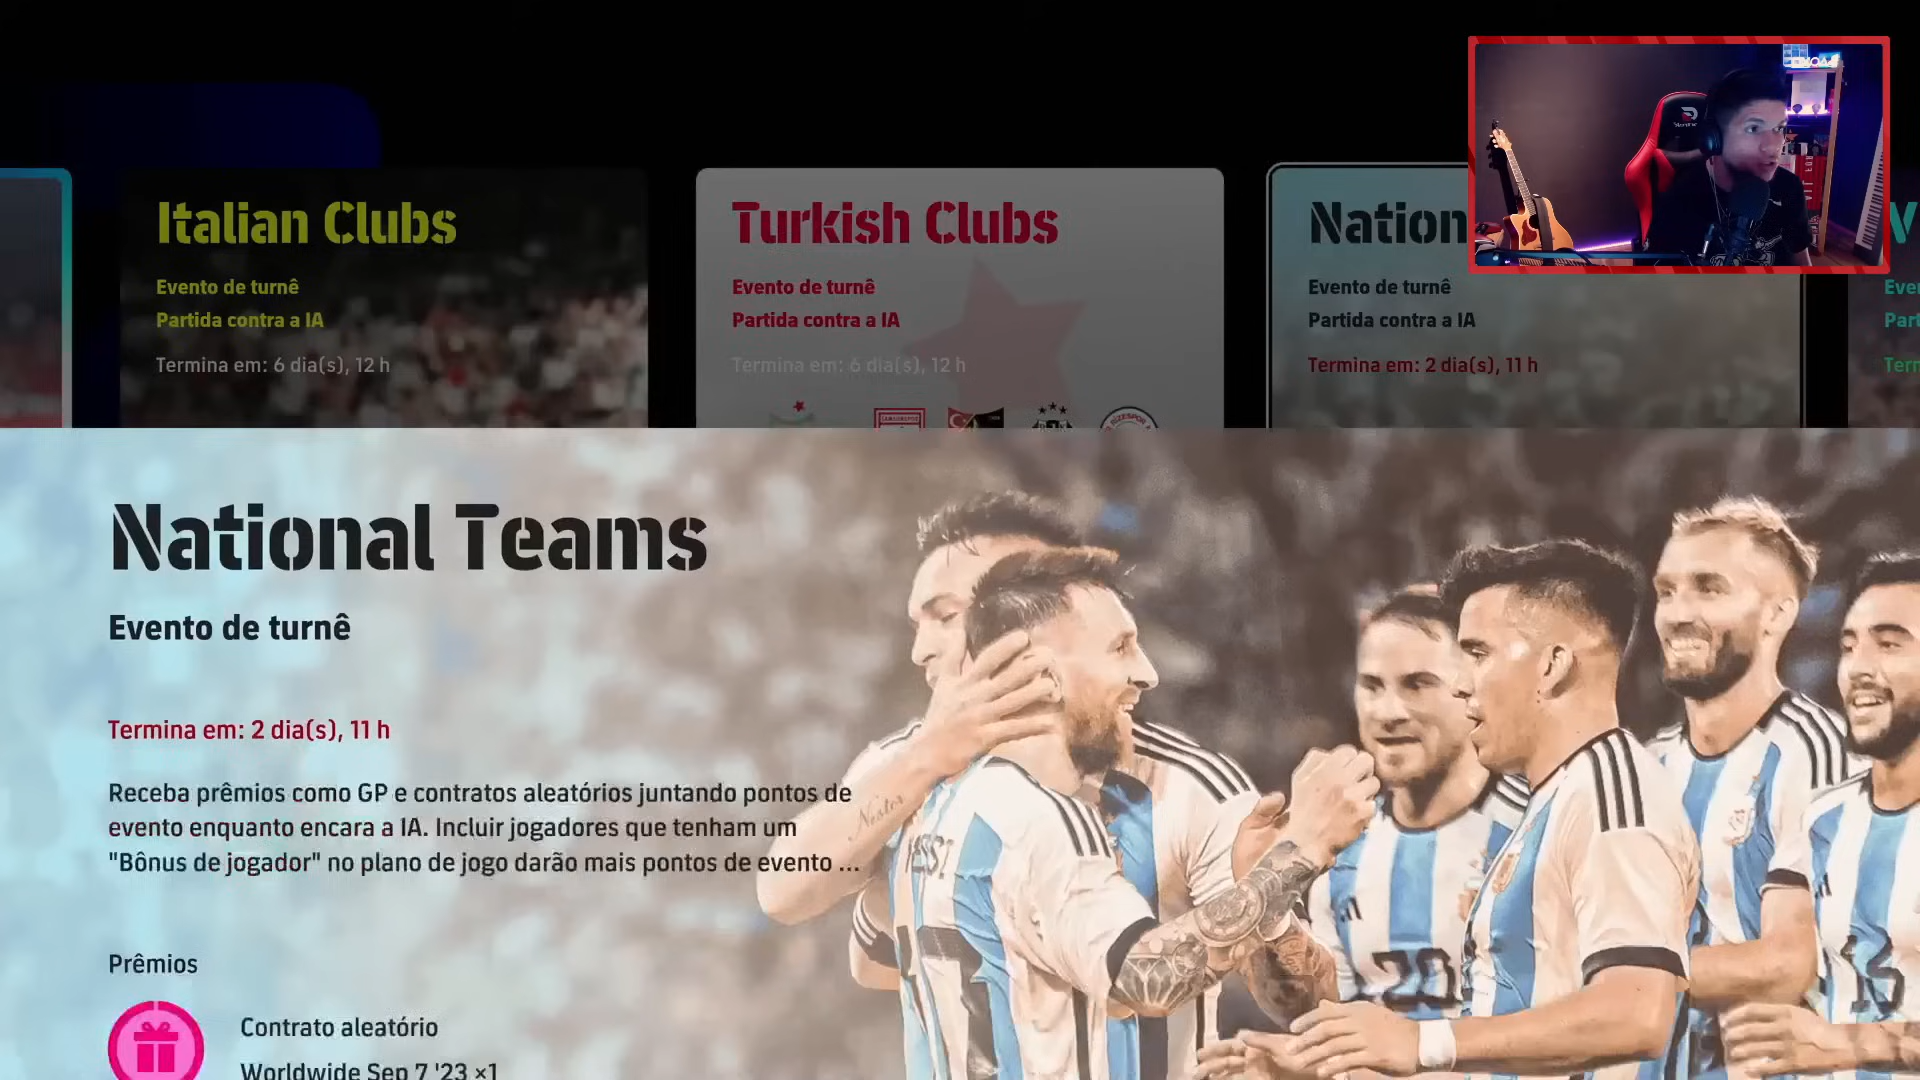 Italian Clubs
Evento de turnê
Partida contra a IA
Termina em: 6 dia(s), 12 h
Turkish Clubs
Evento de turnê
Partida contra a IA
Termina em: 6 dia(s), 12 h
Nation
Evento de turnê
Partida contra a IA
Termina em: 2 dia(s), 11 h
National Teams
Evento de turnê
Termina em: 2 dia(s), 11 h
Receba prêmios como GP e contratos aleatórios juntando pontos de
evento enquanto encara a IA. Incluir jogadores que tenham um
"Bônus de jogador" no plano de jogo darão mais pontos de evento ...
Prêmios
Contrato aleatório
Worldwide Sep 7 '23 ×1
20